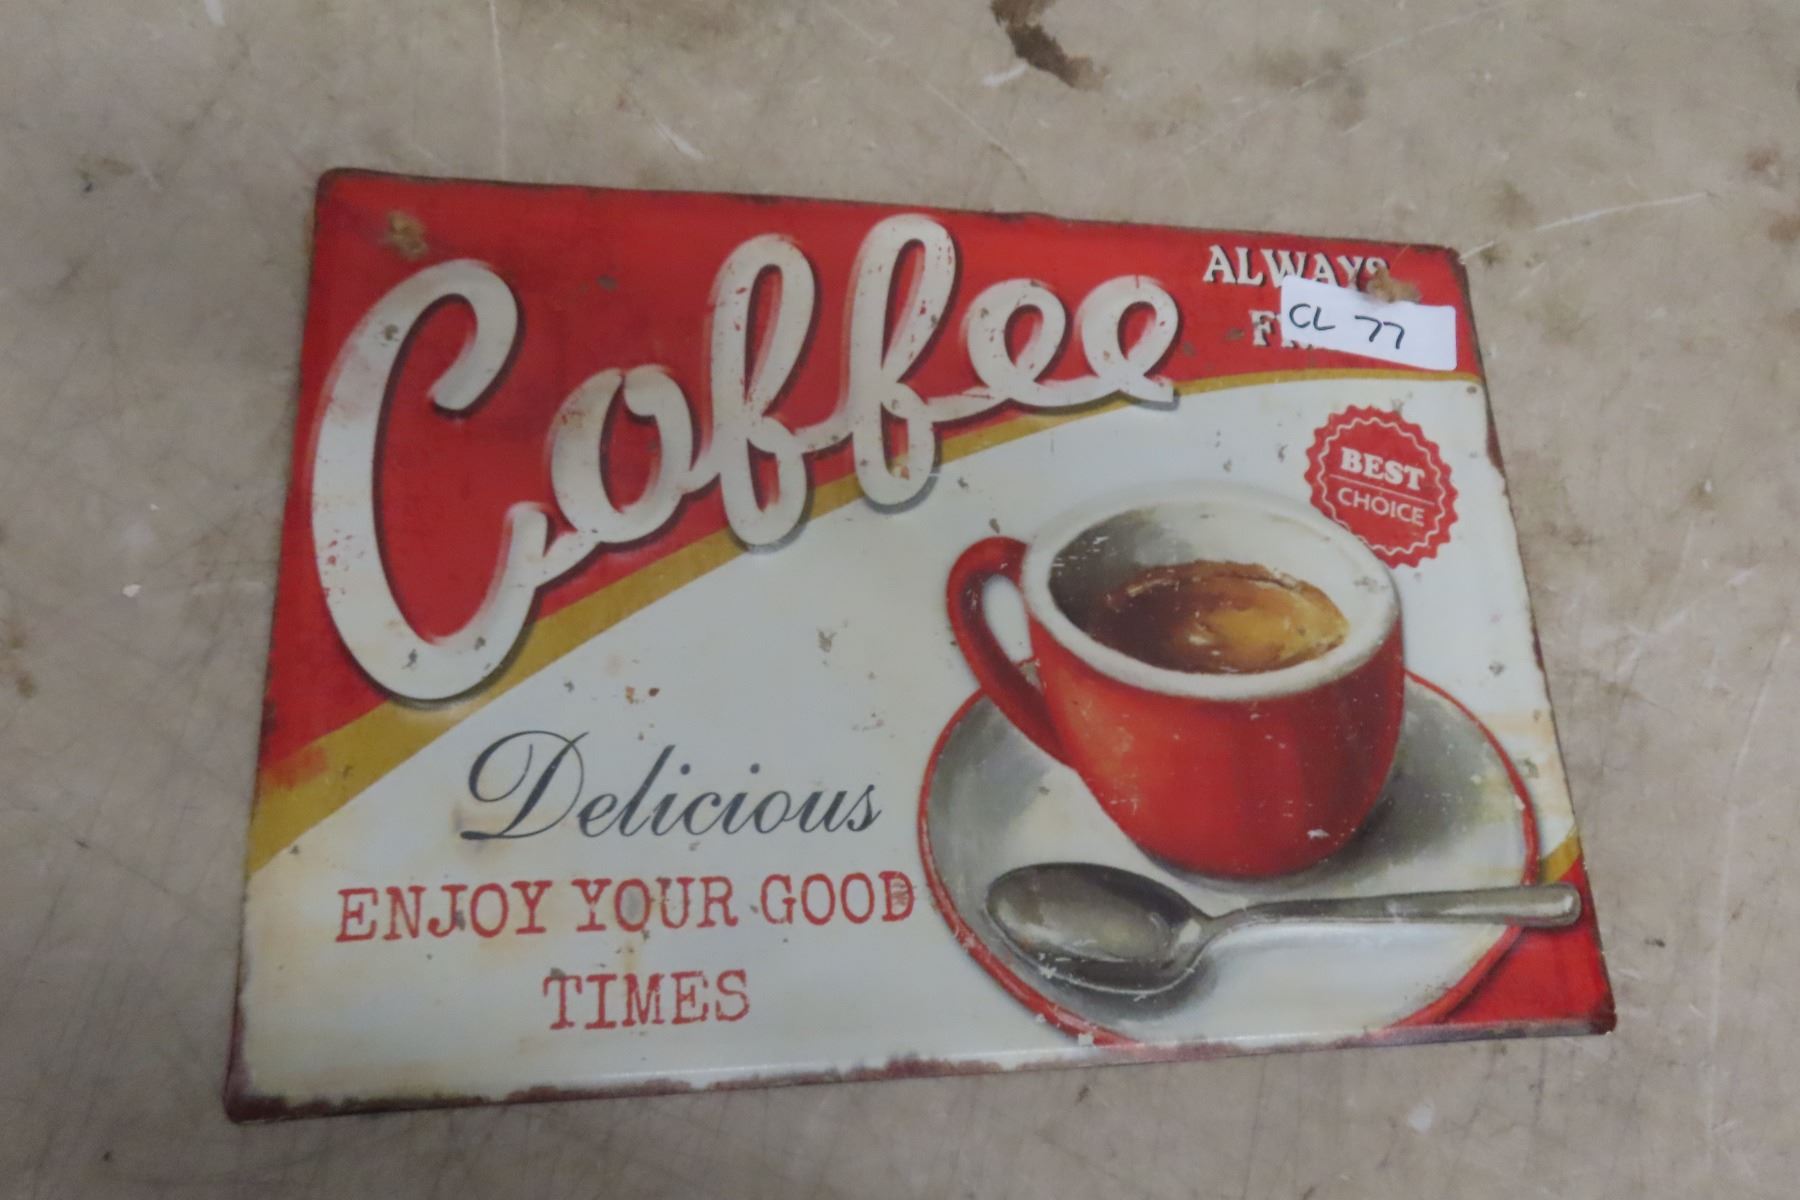 Coffee
ALWAYS
CL 77
BEST
CHOICE
Delicious
ENJOY YOUR GOOD
TIMES